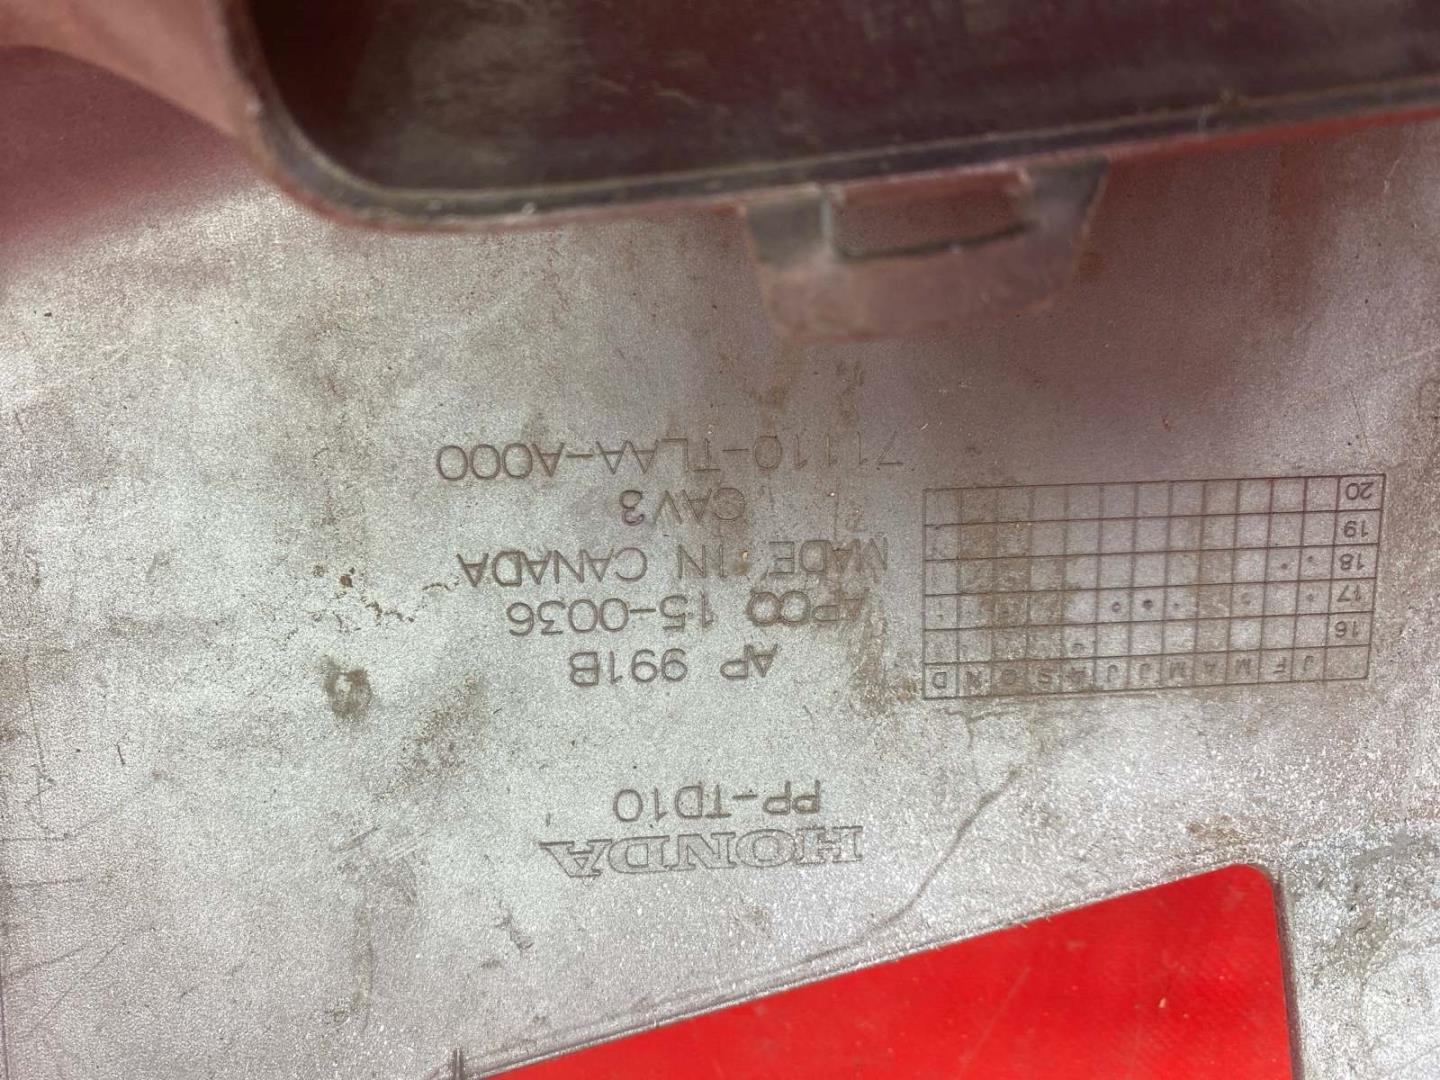 HONDA
PP-TD10
AP 991B
APCO 15-0036
MADE IN CANADA
CAV3
71110-TLAA-A000
J F M A M J J A S O N D
16
17
18
19
20